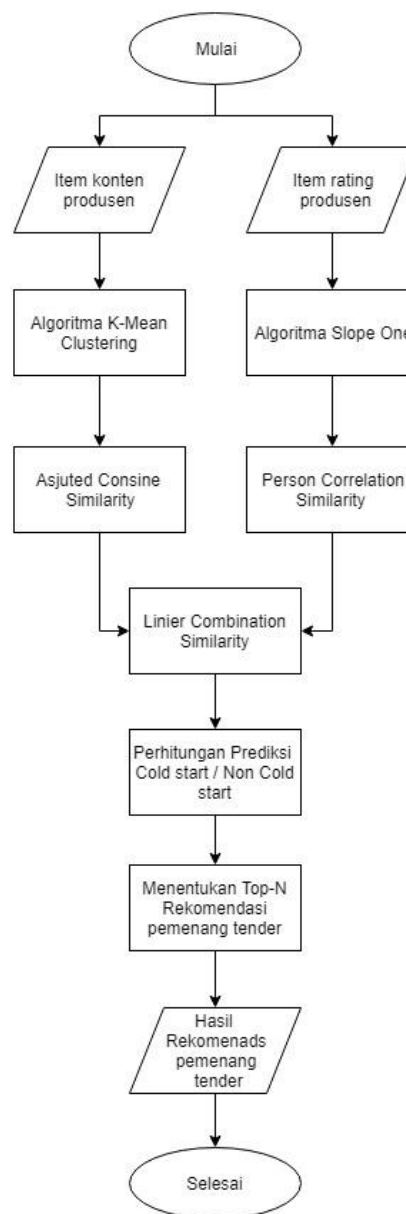 Mulai
Item konten
produsen
Item rating
produsen
Algoritma K-Mean
Clustering
Algoritma Slope One
Asjuted Consine
Similarity
Person Correlation
Similarity
Linier Combination
Similarity
Perhitungan Prediksi
Cold start / Non Cold
start
Menentukan Top-N
Rekomendasi
pemenang tender
Hasil
Rekomenads
pemenang
tender
Selesai